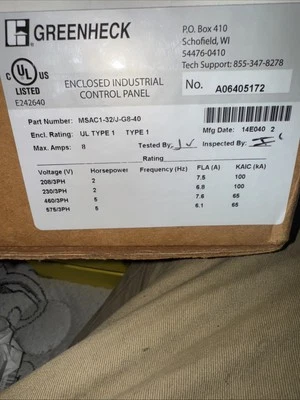 GREENHECK
P.O. Box 410
Schofield, WI
54476-0410
Tech Support: 855-347-8278
C UL US
LISTED
E242640
ENCLOSED INDUSTRIAL
CONTROL PANEL
No. A06405172
Part Number: MSAC1-32/J-G8-40
Encl. Rating: UL TYPE 1 TYPE 1
Max. Amps: 8
Mfg Date: 14E040 2
Tested By: Inspected By:
Rating
Voltage (V) Horsepower Frequency (HZ) FLA (A) KAIC (kA)
208/3PH 2 7.5 100
230/3PH 2 6.8 100
460/3PH 5 7.6 65
575/3PH 5 6.1 65